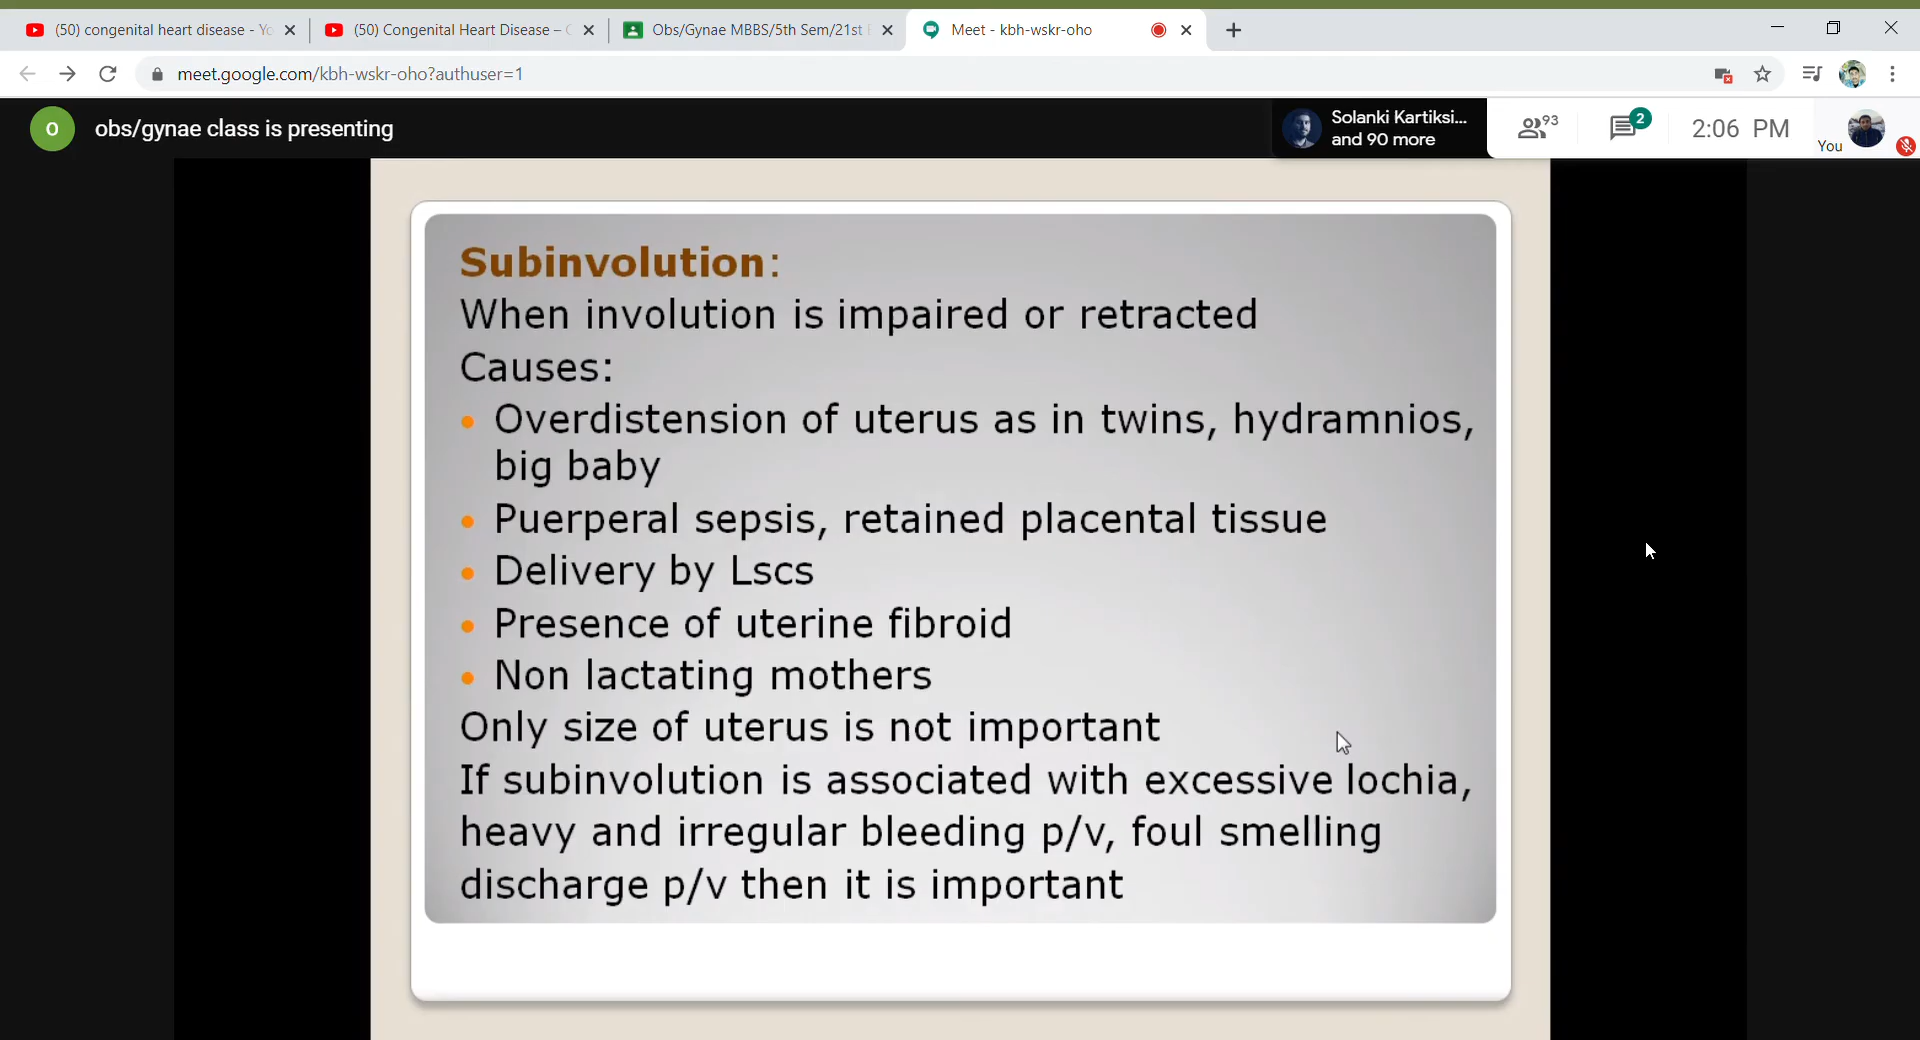 (50) congenital heart disease - Yo
(50) Congenital Heart Disease –
Obs/Gynae MBBS/5th Sem/21st
Meet - kbh-wskr-oho
meet.google.com/kbh-wskr-oho?authuser=1
O
obs/gynae class is presenting
Solanki Kartiksi...
and 90 more
93
2
2:06 PM
You
Subinvolution:
When involution is impaired or retracted
Causes:
• Overdistension of uterus as in twins, hydramnios,
big baby
• Puerperal sepsis, retained placental tissue
• Delivery by Lscs
• Presence of uterine fibroid
• Non lactating mothers
Only size of uterus is not important
If subinvolution is associated with excessive lochia,
heavy and irregular bleeding p/v, foul smelling
discharge p/v then it is important